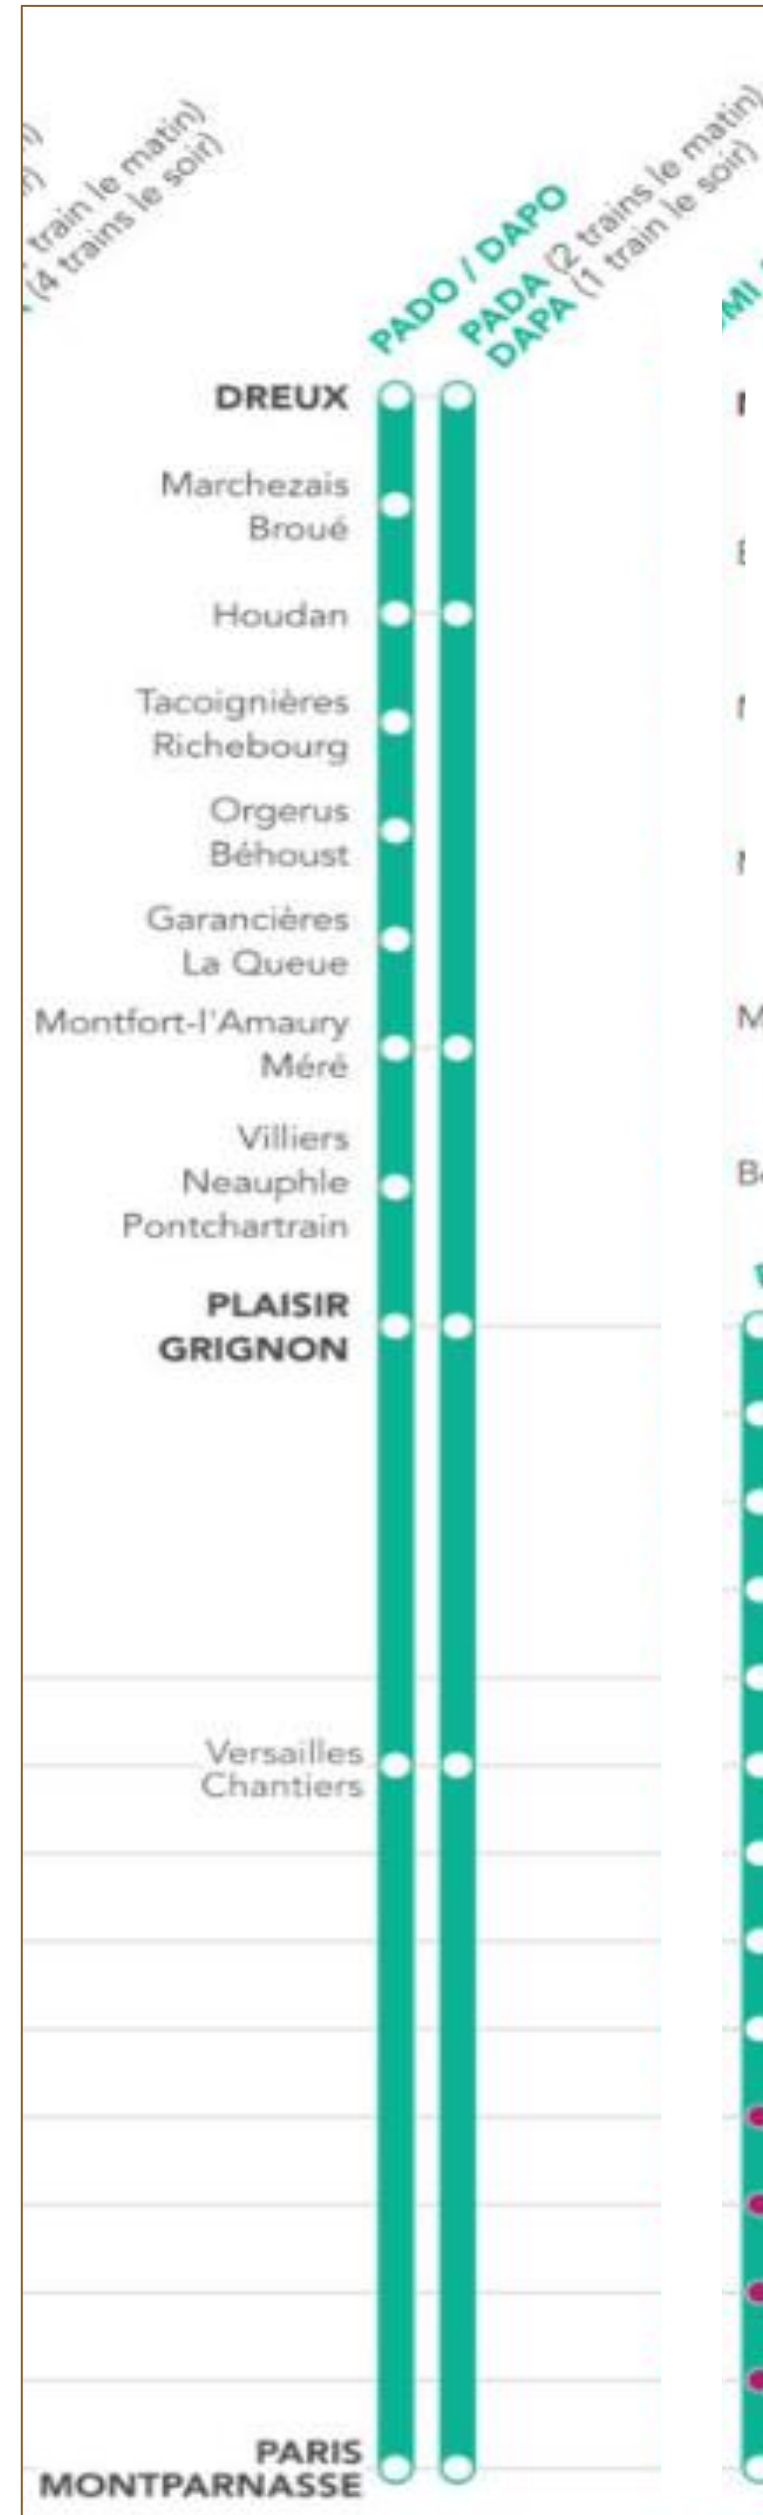 train le matin)
(4 trains le soir)
PADO / DAPO
PADA (2 trains le matin)
DAPA (1 train le soir)
DREUX
Marchezais
Broué
Houdan
Tacoignières
Richebourg
Orgerus
Béhoust
Garancières
La Queue
Montfort-l'Amaury
Méré
Villiers
Neauphle
Pontchartrain
PLAISIR
GRIGNON
Versailles
Chantiers
PARIS
MONTPARNASSE